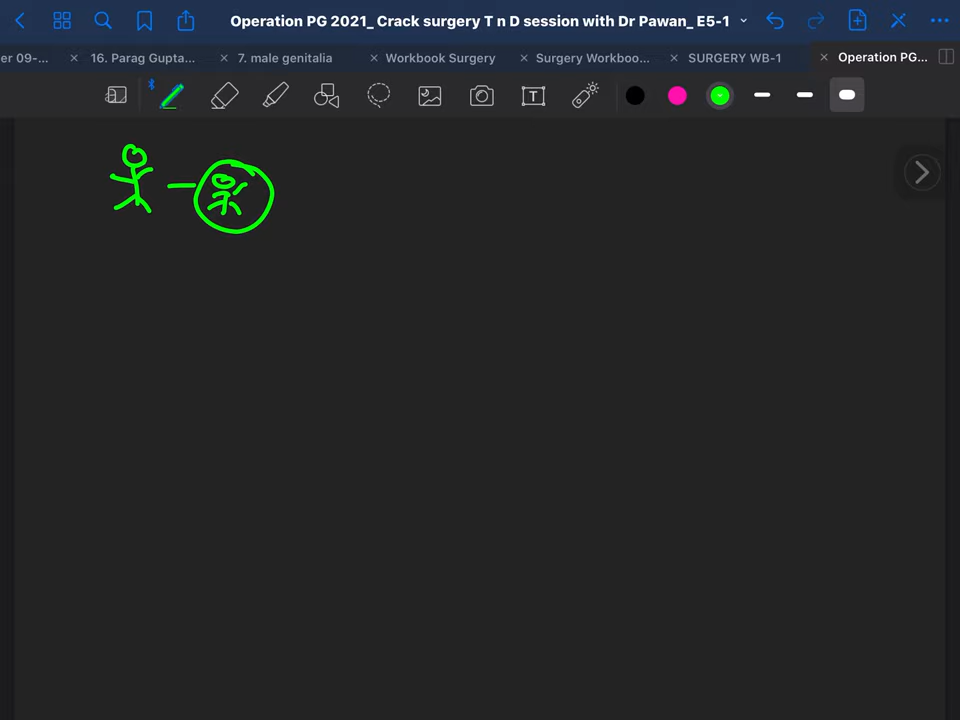 Operation PG 2021_ Crack surgery T n D session with Dr Pawan_ E5-1
er 09-... 16. Parag Gupta... 7. male genitalia Workbook Surgery Surgery Workboo... SURGERY WB-1 Operation PG...
T